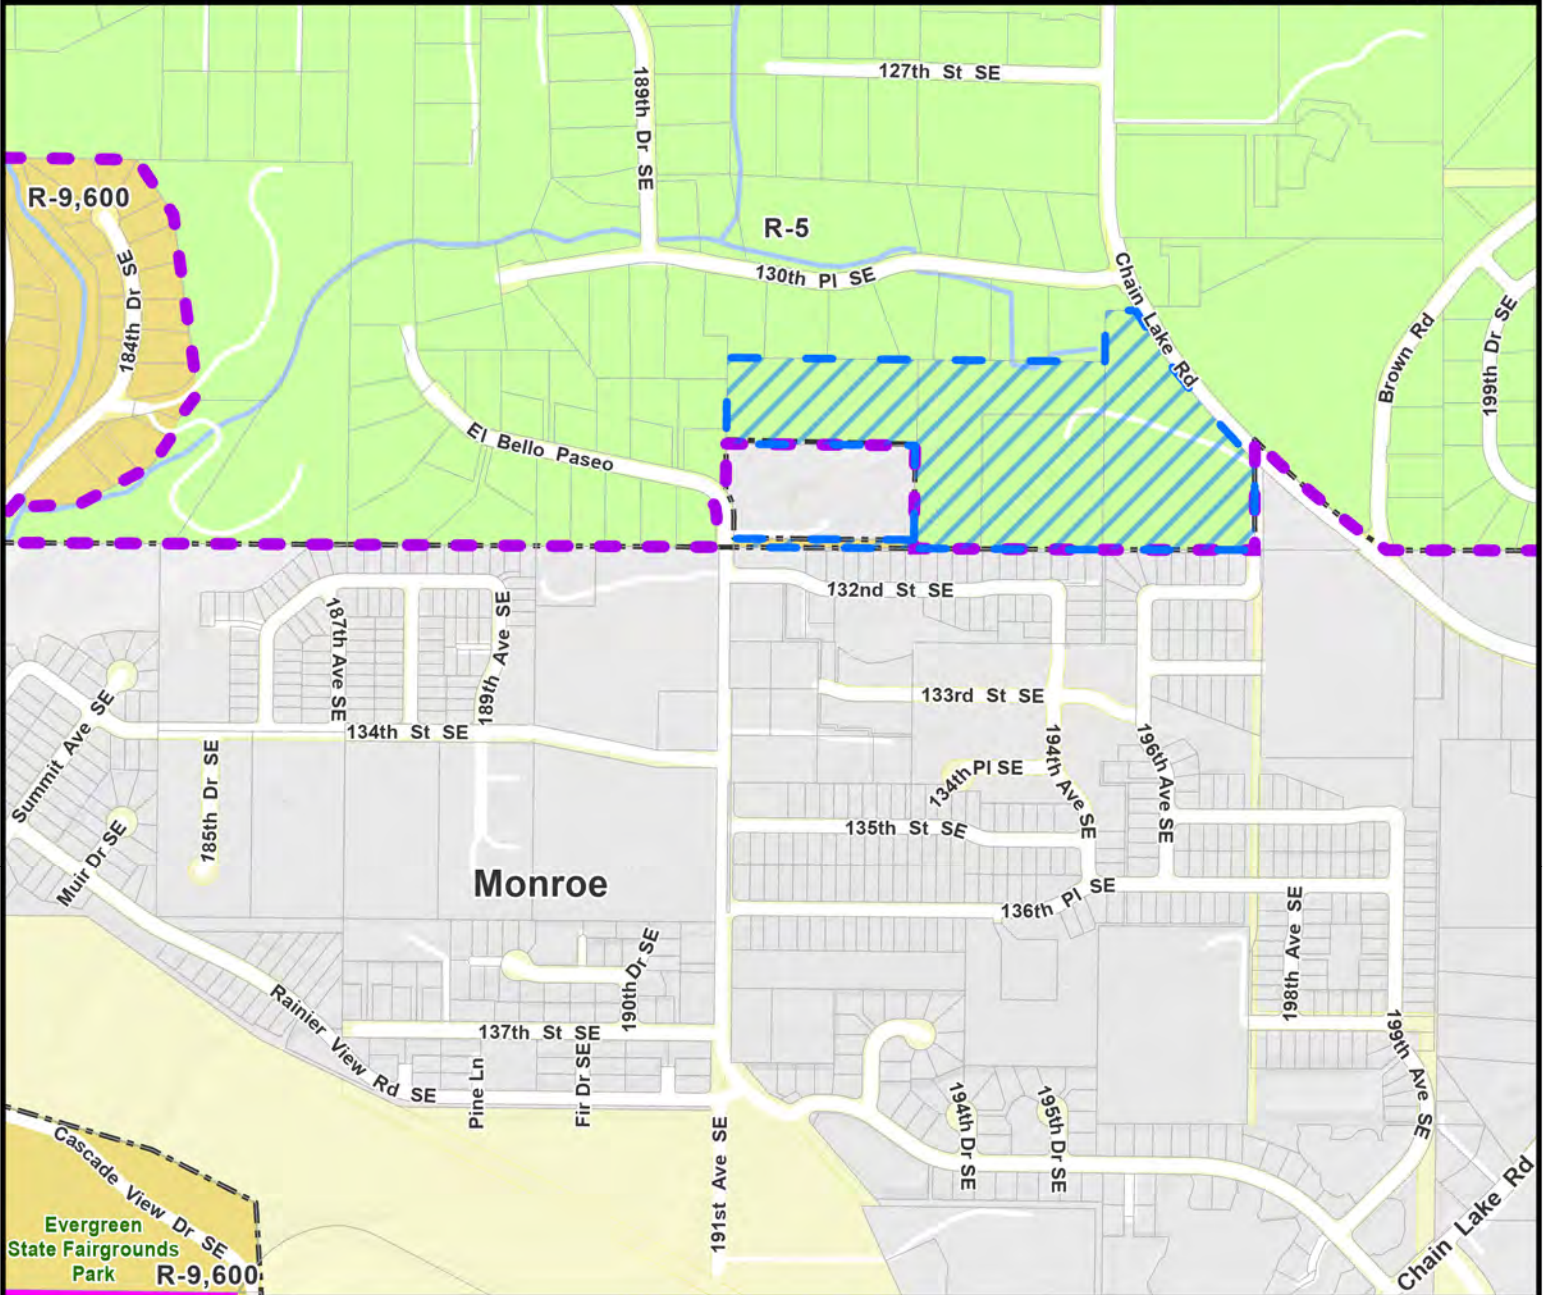 127th St SE
189th Dr SE
R-9,600
R-5
184th Dr SE
130th Pl SE
Chain Lake Rd
Brown Rd
199th Dr SE
El Bello Paseo
132nd St SE
187th Ave SE
189th Ave SE
133rd St SE
Summit Ave SE
134th St SE
185th Dr SE
194th Ave SE
196th Ave SE
134th Pl SE
135th St SE
Muir Dr SE
Monroe
136th Pl SE
198th Ave SE
190th Dr SE
Rainier View Rd SE
137th St SE
Pine Ln
Fir Dr SE
199th Ave SE
194th Dr SE
195th Dr SE
191st Ave SE
Cascade View Dr SE
Chain Lake Rd
Evergreen
State Fairgrounds
Park
R-9,600